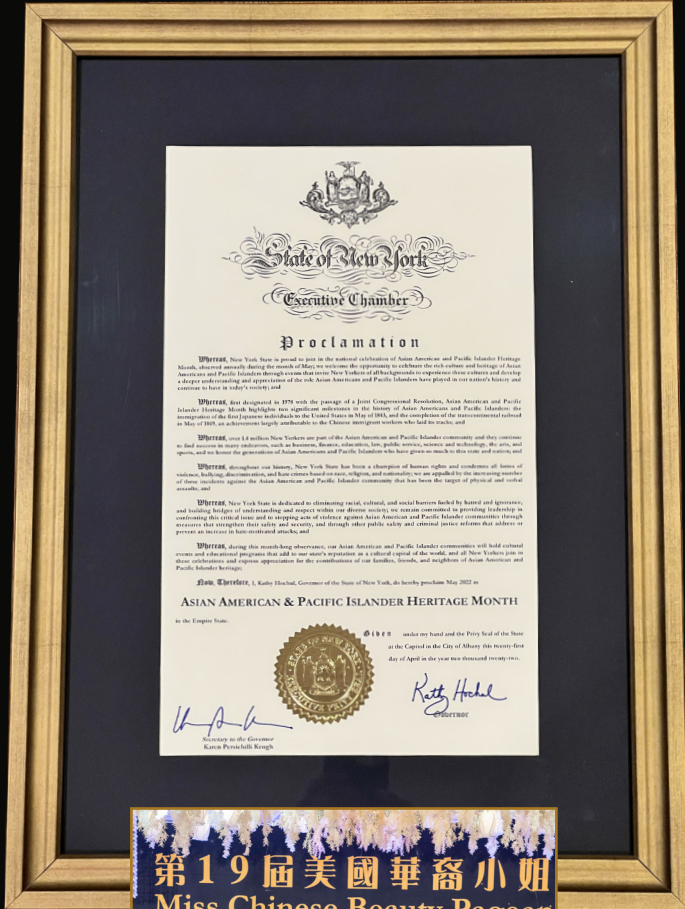 State of New York
Executive Chamber
Proclamation
Whereas, New York State is proud to join in the national celebration of Asian American and Pacific Islander Heritage
Month, observed annually during the month of May; we welcome the opportunity to celebrate the rich culture and heritage of Asian
Americans and Pacific Islanders through events that invite New Yorkers of all backgrounds to experience these cultures and develop
a deeper understanding and appreciation of the role Asian Americans and Pacific Islanders have played in our nation's history and
continue to have in today's society; and
Whereas, first designated in 1978 with the passage of a Joint Congressional Resolution, Asian American and Pacific
Islander Heritage Month highlights two significant milestones in the history of Asian Americans and Pacific Islanders: the
immigration of the first Japanese individuals to the United States in May of 1843, and the completion of the transcontinental railroad
in May of 1869, an achievement largely attributable to the Chinese immigrant workers who laid its tracks; and
Whereas, over 1.4 million New Yorkers are part of the Asian American and Pacific Islander community and they continue
to find success in many endeavors, such as business, finance, education, law, public service, science and technology, the arts, and
sports, and we honor the generations of Asian Americans and Pacific Islanders who have given so much to this state and nation; and
Whereas, throughout our history, New York State has been a champion of human rights and condemns all forms of
violence, bullying, discrimination, and hate crimes based on race, religion, and nationality; we are appalled by the increasing number
of these incidents against the Asian American and Pacific Islander community that has been the target of physical and verbal
assaults; and
Whereas, New York State is dedicated to eliminating racial, cultural, and social barriers fueled by hatred and ignorance,
and building bridges of understanding and respect within our diverse society; we remain committed to providing leadership in
confronting this critical issue and to stopping acts of violence against Asian American and Pacific Islander communities through
measures that strengthen their safety and security, and through other public safety and criminal justice reforms that address or
prevent an increase in hate-motivated attacks; and
Whereas, during this month-long observance, our Asian American and Pacific Islander communities will hold cultural
events and educational programs that add to our state's reputation as a cultural capital of the world, and all New Yorkers join in
these celebrations and express appreciation for the contributions of our families, friends, and neighbors of Asian American and
Pacific Islander heritage;
Now, Therefore, I, Kathy Hochul, Governor of the State of New York, do hereby proclaim May 2022 as
ASIAN AMERICAN & PACIFIC ISLANDER HERITAGE MONTH
in the Empire State.
Given under my hand and the Privy Seal of the State
at the Capitol in the City of Albany this twenty-first
day of April in the year two thousand twenty-two.
Kathy Hochul
Governor
Secretary to the Governor
Karen Persichilli Keogh
第19屆美國華裔小姐
Miss Chinese Beauty Pagean